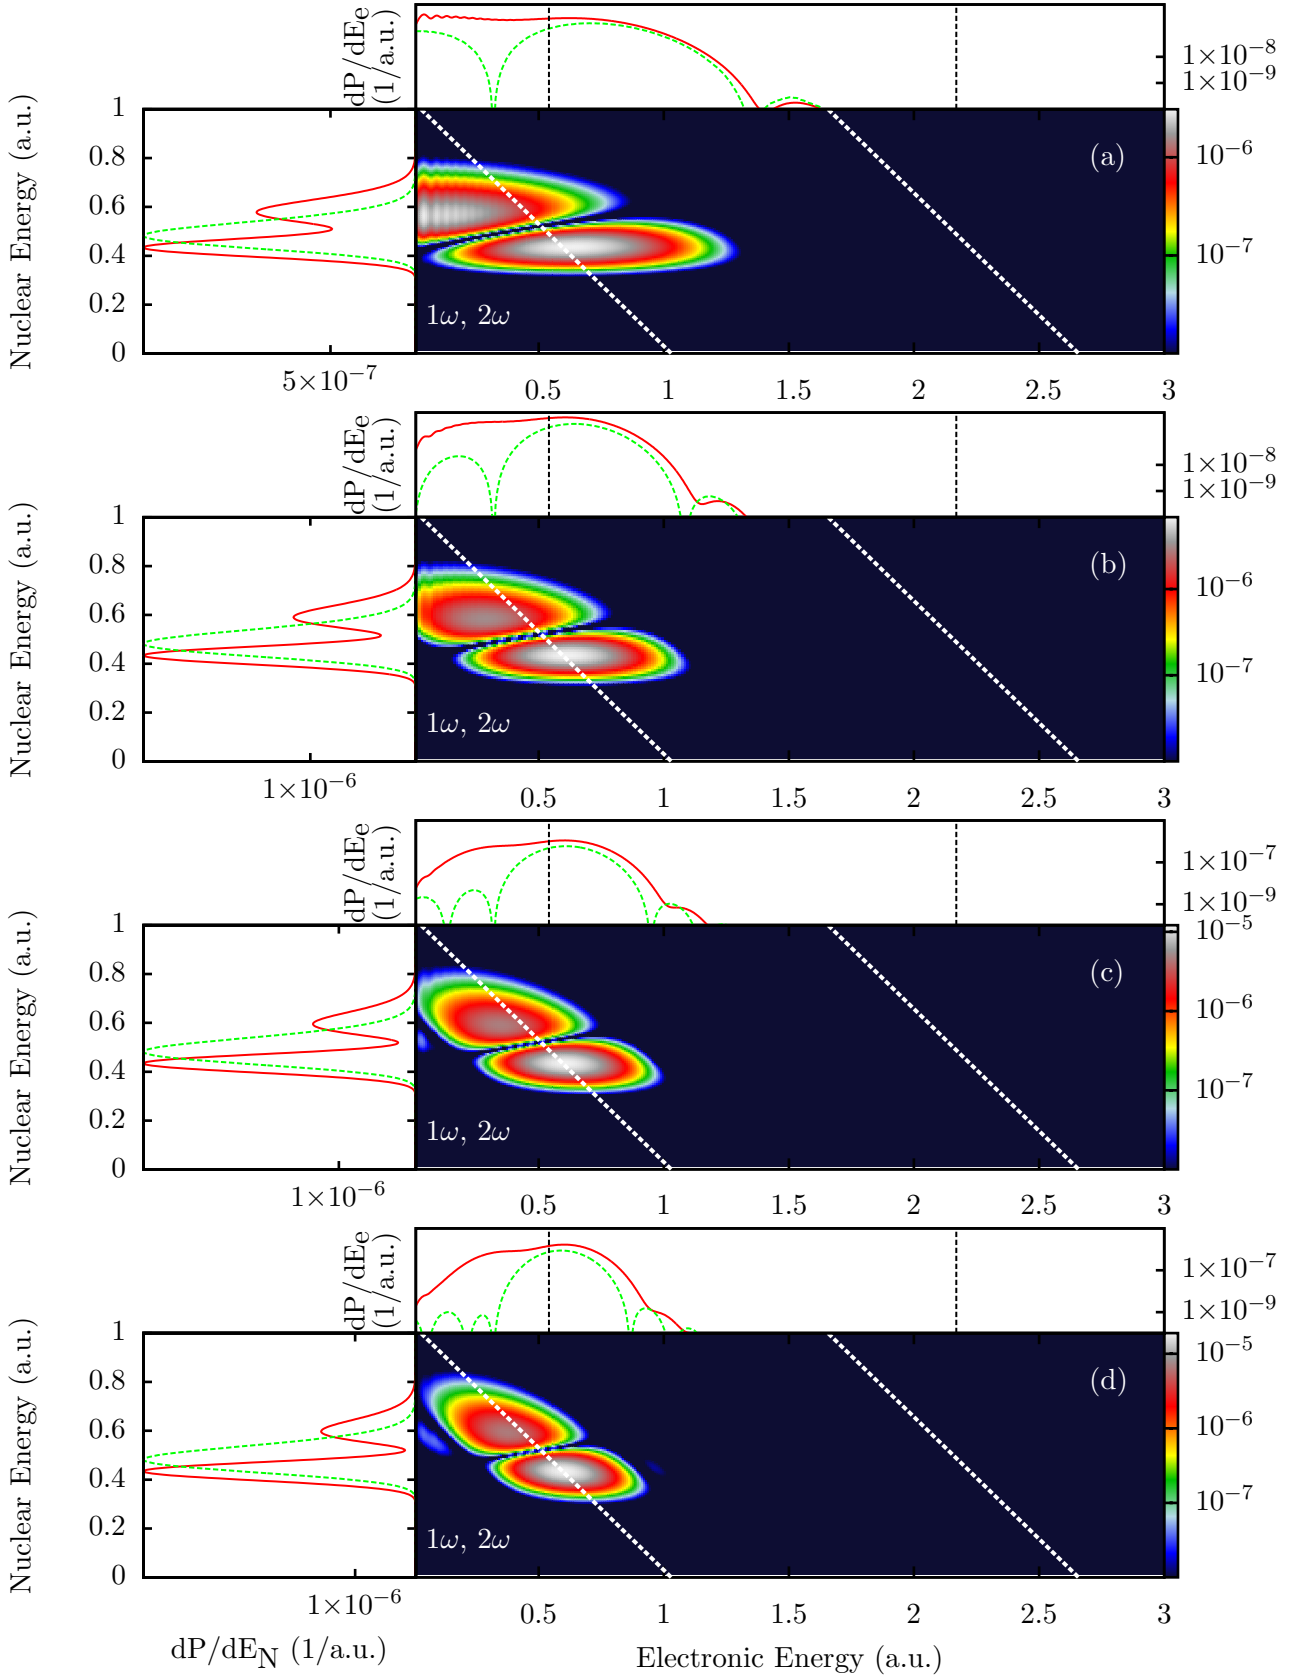 dP/dEe
(1/a.u.)
1×10⁻⁸
1×10⁻⁹
Nuclear Energy (a.u.)
1
0.8
0.6
0.4
0.2
0
(a)
1ω, 2ω
10⁻⁶
10⁻⁷
5×10⁻⁷
0.5 1 1.5 2 2.5 3
dP/dEe
(1/a.u.)
1×10⁻⁸
1×10⁻⁹
Nuclear Energy (a.u.)
1
0.8
0.6
0.4
0.2
0
(b)
1ω, 2ω
10⁻⁶
10⁻⁷
1×10⁻⁶
0.5 1 1.5 2 2.5 3
dP/dEe
(1/a.u.)
1×10⁻⁷
1×10⁻⁹
Nuclear Energy (a.u.)
1
0.8
0.6
0.4
0.2
0
(c)
1ω, 2ω
10⁻⁵
10⁻⁶
10⁻⁷
1×10⁻⁶
0.5 1 1.5 2 2.5 3
dP/dEe
(1/a.u.)
1×10⁻⁷
1×10⁻⁹
Nuclear Energy (a.u.)
1
0.8
0.6
0.4
0.2
0
(d)
1ω, 2ω
10⁻⁵
10⁻⁶
10⁻⁷
1×10⁻⁶
0.5 1 1.5 2 2.5 3
dP/dEN (1/a.u.)
Electronic Energy (a.u.)